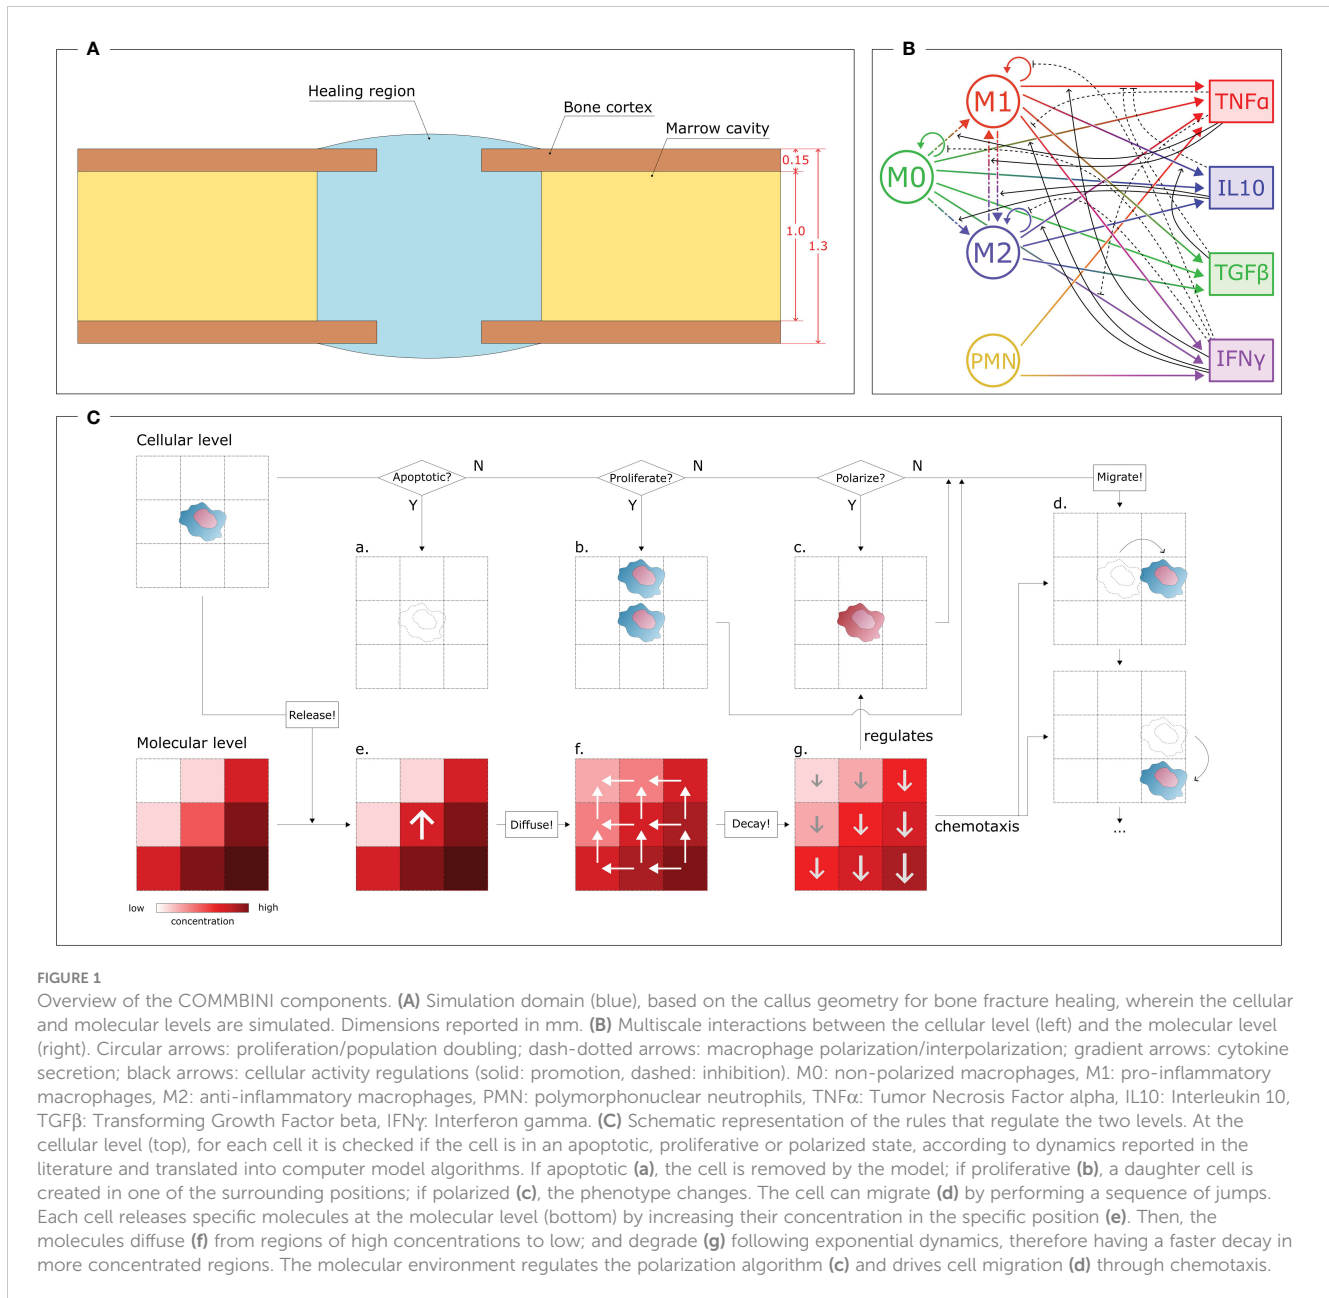 A
Healing region
Bone cortex
Marrow cavity
0.15
1.0
1.3
B
M1
M0
M2
PMN
TNFα
IL10
TGFβ
IFNγ
C
Cellular level
Apoptotic?
N
Y
Proliferate?
N
Y
Polarize?
N
Y
Migrate!
a.
b.
c.
d.
Release!
regulates
Molecular level
e.
f.
g.
Diffuse!
Decay!
chemotaxis
...
low
high
concentration
FIGURE 1
Overview of the COMMBINI components. (A) Simulation domain (blue), based on the callus geometry for bone fracture healing, wherein the cellular
and molecular levels are simulated. Dimensions reported in mm. (B) Multiscale interactions between the cellular level (left) and the molecular level
(right). Circular arrows: proliferation/population doubling; dash-dotted arrows: macrophage polarization/interpolarization; gradient arrows: cytokine
secretion; black arrows: cellular activity regulations (solid: promotion, dashed: inhibition). M0: non-polarized macrophages, M1: pro-inflammatory
macrophages, M2: anti-inflammatory macrophages, PMN: polymorphonuclear neutrophils, TNFα: Tumor Necrosis Factor alpha, IL10: Interleukin 10,
TGFβ: Transforming Growth Factor beta, IFNγ: Interferon gamma. (C) Schematic representation of the rules that regulate the two levels. At the
cellular level (top), for each cell it is checked if the cell is in an apoptotic, proliferative or polarized state, according to dynamics reported in the
literature and translated into computer model algorithms. If apoptotic (a), the cell is removed by the model; if proliferative (b), a daughter cell is
created in one of the surrounding positions; if polarized (c), the phenotype changes. The cell can migrate (d) by performing a sequence of jumps.
Each cell releases specific molecules at the molecular level (bottom) by increasing their concentration in the specific position (e). Then, the
molecules diffuse (f) from regions of high concentrations to low; and degrade (g) following exponential dynamics, therefore having a faster decay in
more concentrated regions. The molecular environment regulates the polarization algorithm (c) and drives cell migration (d) through chemotaxis.